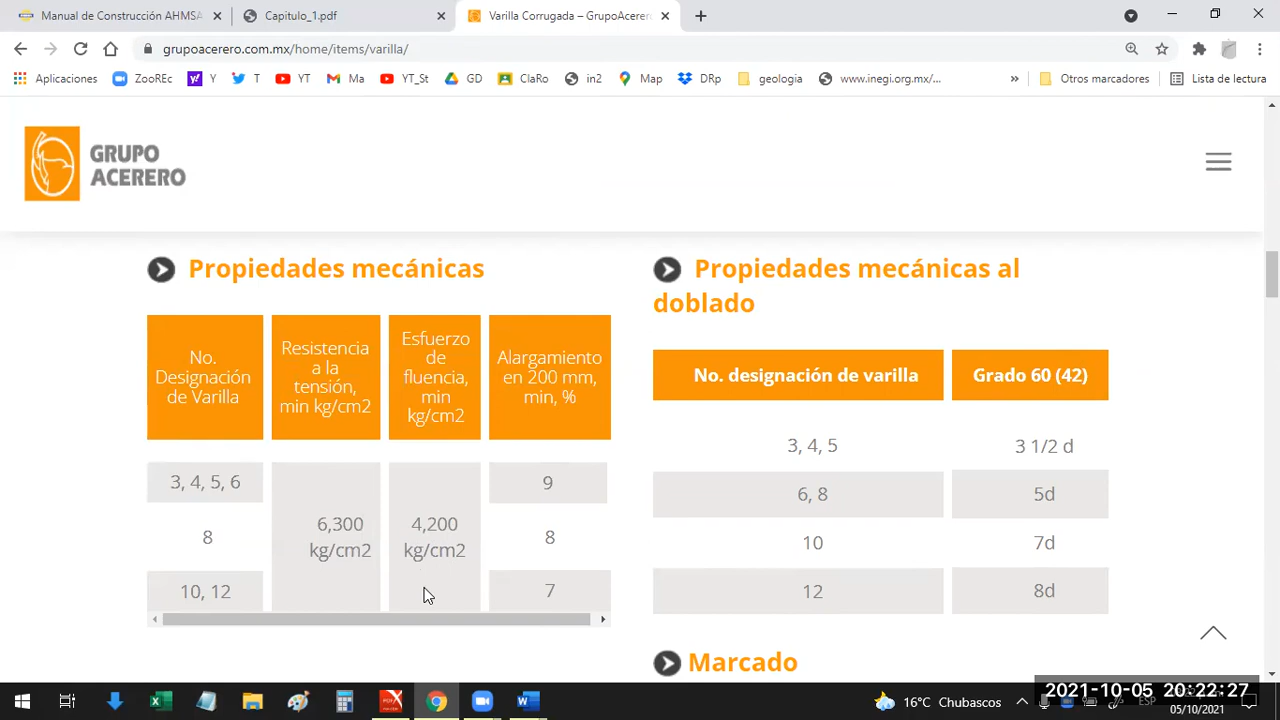 Manual de Construcción AHMSA
Capitulo_1.pdf
Varilla Corrugada – GrupoAcerer
grupoacerero.com.mx/home/items/varilla/
Aplicaciones
ZooREc
Y
T
YT
Ma
YT_St
GD
ClaRo
in2
Map
DRp
geologia
www.inegi.org.mx/...
»
Otros marcadores
Lista de lectura
GRUPO
ACERERO
Propiedades mecánicas
No.
Designación
de Varilla
Resistencia
a la
tensión,
min kg/cm2
Esfuerzo
de
fluencia,
min
kg/cm2
Alargamiento
en 200 mm,
min, %
3, 4, 5, 6
9
6,300
kg/cm2
4,200
kg/cm2
8
8
10, 12
7
Propiedades mecánicas al
doblado
No. designación de varilla
Grado 60 (42)
3, 4, 5
3 1/2 d
6, 8
5d
10
7d
12
8d
Marcado
16°C Chubascos
ESP
2021-10-05 20:22:27
05/10/2021